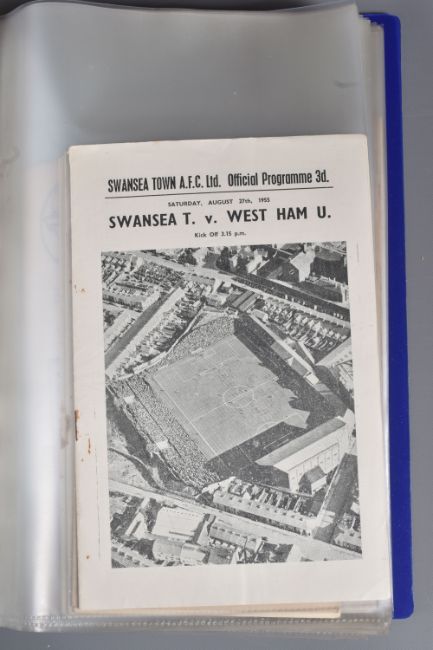 SWANSEA TOWN A.F.C. Ltd. Official Programme 3d.
SATURDAY, AUGUST 27th, 1955
SWANSEA T. v. WEST HAM U.
Kick Off 3.15 p.m.